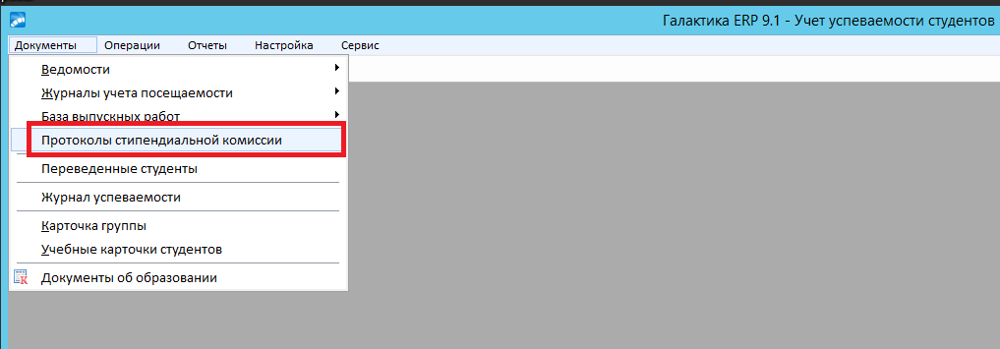 Галактика ERP 9.1 - Учет успеваемости студентов
Документы Операции Отчеты Настройка Сервис
Ведомости
Журналы учета посещаемости
База выпускных работ
Протоколы стипендиальной комиссии
Переведенные студенты
Журнал успеваемости
Карточка группы
Учебные карточки студентов
Документы об образовании